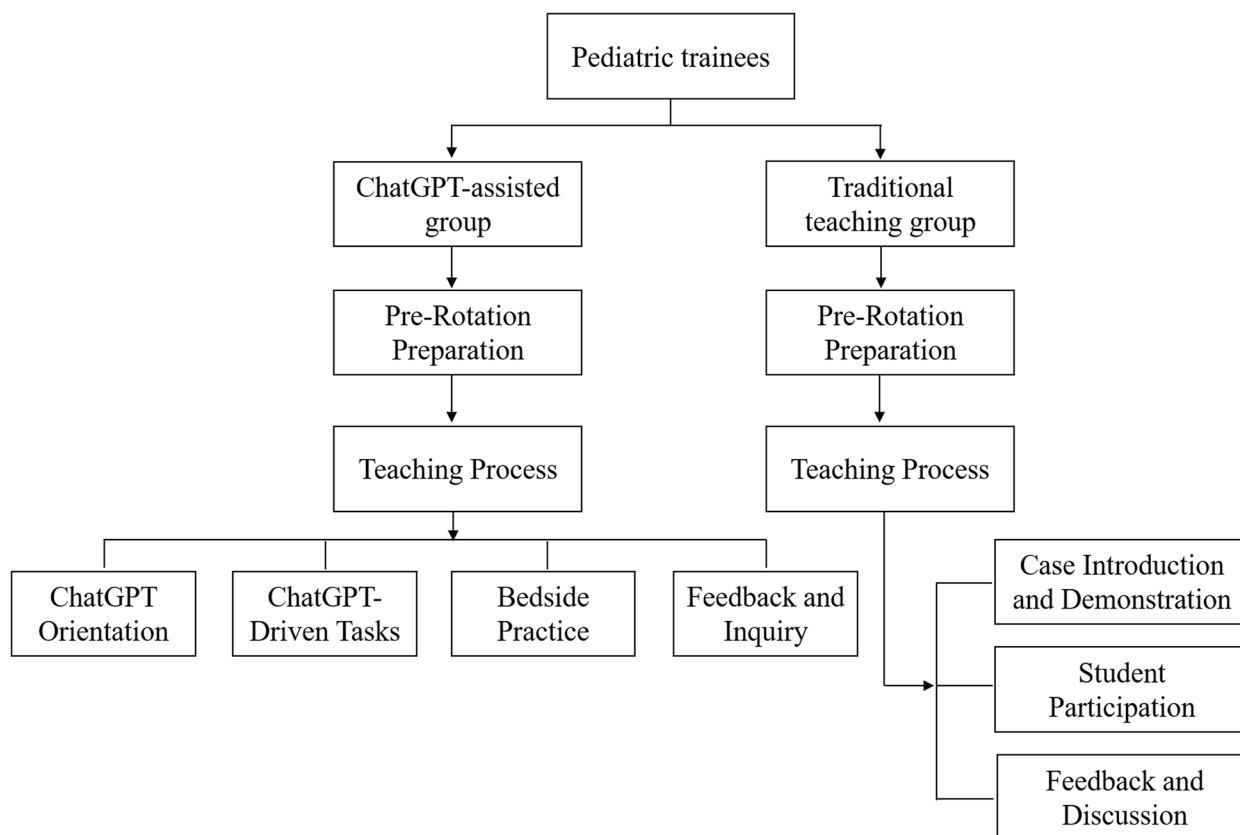 Pediatric trainees
ChatGPT-assisted
group
Traditional
teaching group
Pre-Rotation
Preparation
Pre-Rotation
Preparation
Teaching Process
Teaching Process
ChatGPT
Orientation
ChatGPT-
Driven Tasks
Bedside
Practice
Feedback and
Inquiry
Case Introduction
and Demonstration
Student
Participation
Feedback and
Discussion